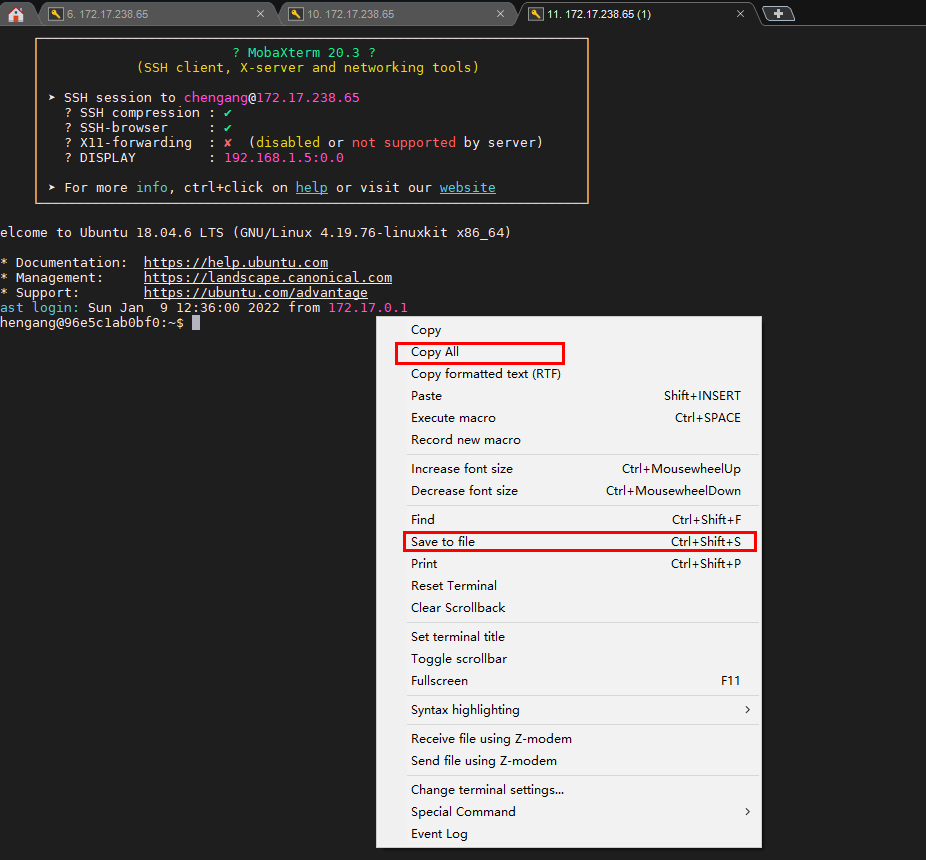 6. 172.17.238.65
10. 172.17.238.65
11. 172.17.238.65 (1)
? MobaXterm 20.3 ?
(SSH client, X-server and networking tools)
➤ SSH session to chengang@172.17.238.65
? SSH compression : ✔
? SSH-browser : ✔
? X11-forwarding : ✘ (disabled or not supported by server)
? DISPLAY : 192.168.1.5:0.0
➤ For more info, ctrl+click on help or visit our website
elcome to Ubuntu 18.04.6 LTS (GNU/Linux 4.19.76-linuxkit x86_64)
* Documentation: https://help.ubuntu.com
* Management: https://landscape.canonical.com
* Support: https://ubuntu.com/advantage
ast login: Sun Jan 9 12:36:00 2022 from 172.17.0.1
hengang@96e5c1ab0bf0:~$
Copy
Copy All
Copy formatted text (RTF)
Paste Shift+INSERT
Execute macro Ctrl+SPACE
Record new macro
Increase font size Ctrl+MousewheelUp
Decrease font size Ctrl+MousewheelDown
Find Ctrl+Shift+F
Save to file Ctrl+Shift+S
Print Ctrl+Shift+P
Reset Terminal
Clear Scrollback
Set terminal title
Toggle scrollbar
Fullscreen F11
Syntax highlighting
Receive file using Z-modem
Send file using Z-modem
Change terminal settings...
Special Command
Event Log